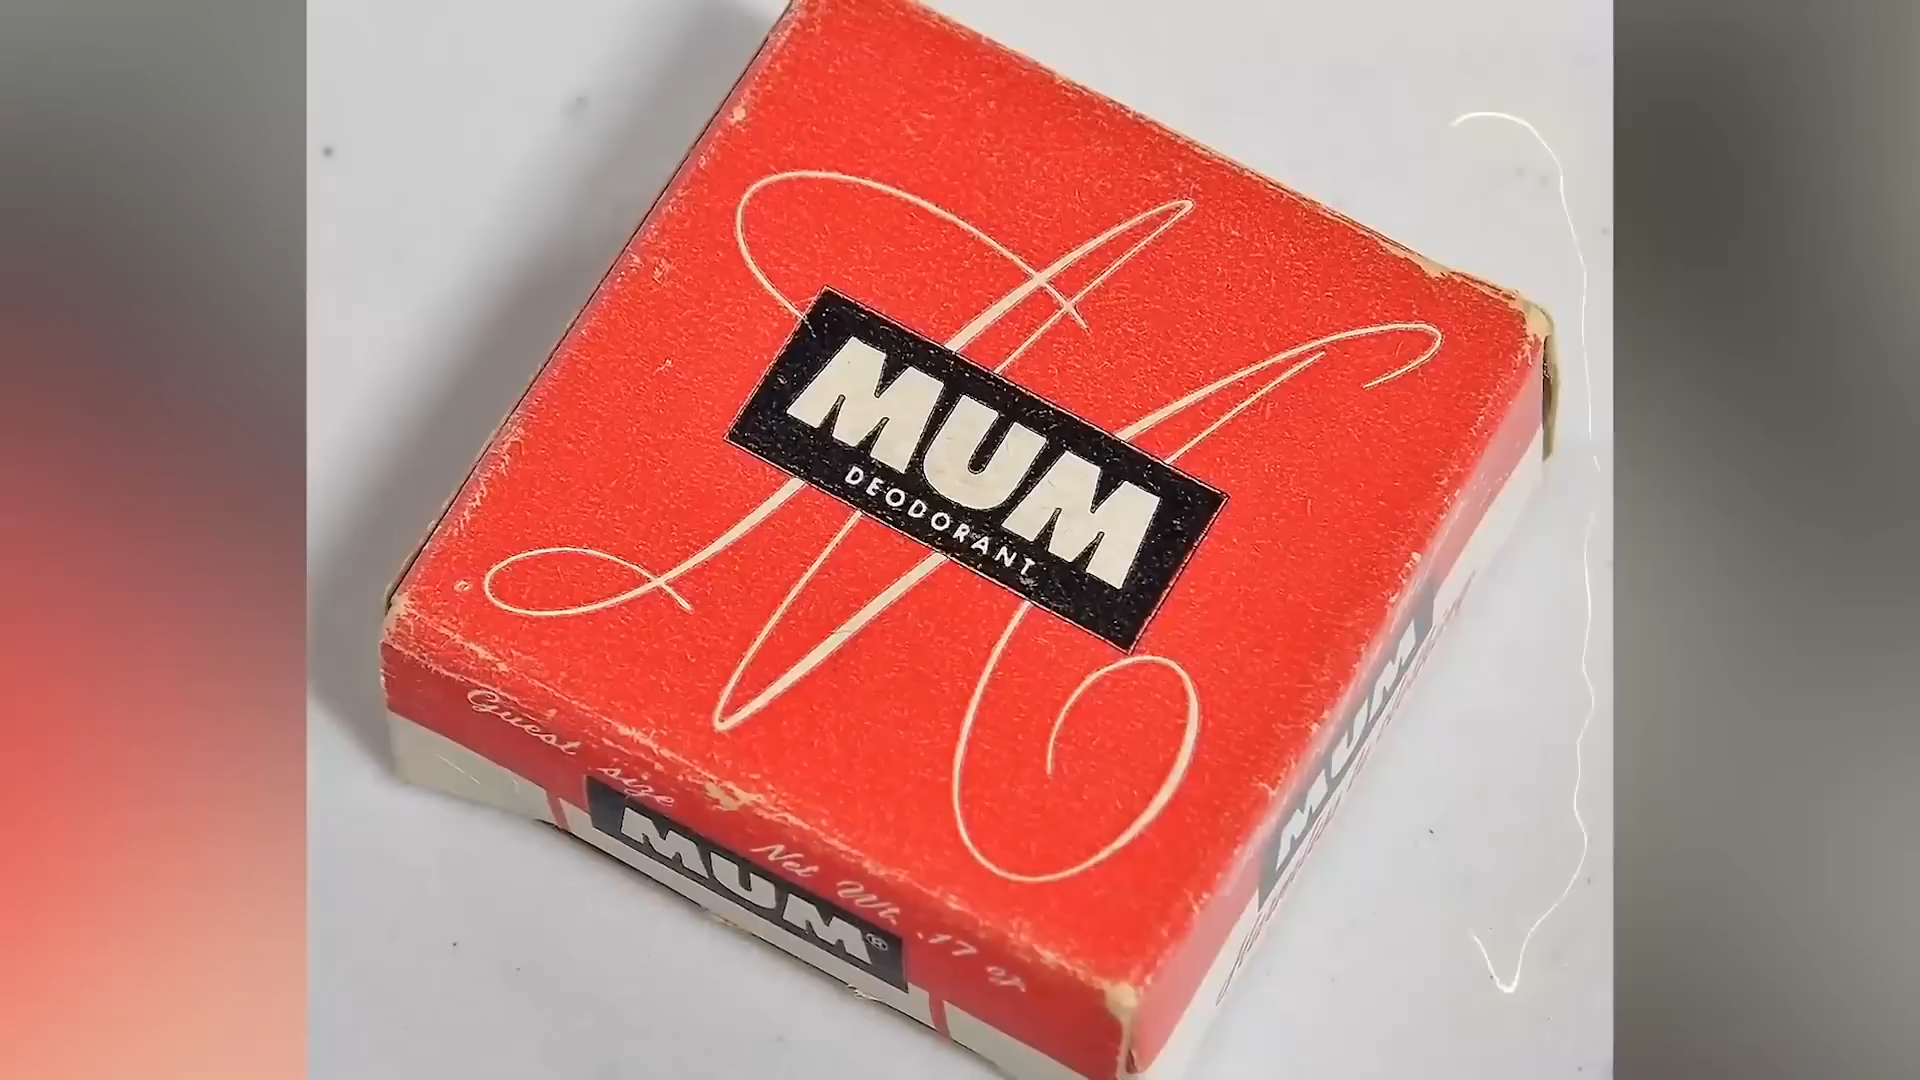 MUM
DEODORANT
Guest size Net Wt. .17 oz.
MUM®
MUM